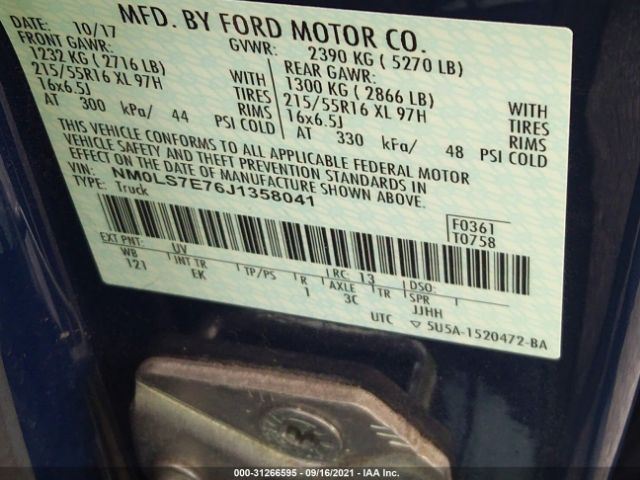 MFD. BY FORD MOTOR CO.
DATE: 10/17 GVWR: 2390 KG ( 5270 LB)
FRONT GAWR: REAR GAWR:
1232 KG ( 2716 LB) WITH 1300 KG ( 2866 LB) WITH
215/55R16 XL 97H TIRES 215/55R16 XL 97H TIRES
16x6.5J RIMS 16x6.5J RIMS
AT 300 kPa/ 44 PSI COLD AT 330 kPa/ 48 PSI COLD
THIS VEHICLE CONFORMS TO ALL APPLICABLE FEDERAL MOTOR
VEHICLE SAFETY AND THEFT PREVENTION STANDARDS IN
EFFECT ON THE DATE OF MANUFACTURE SHOWN ABOVE.
VIN: NM0LS7E76J1358041
TYPE: Truck
F0361
T0758
EXT PNT: UV RC: 13 DSO:
WB INT TR TP/PS R AXLE TR SPR
121 EK 1 3C JJHH
UTC ▽ 5U5A-1520472-BA
000-31266595 - 09/16/2021 - IAA Inc.